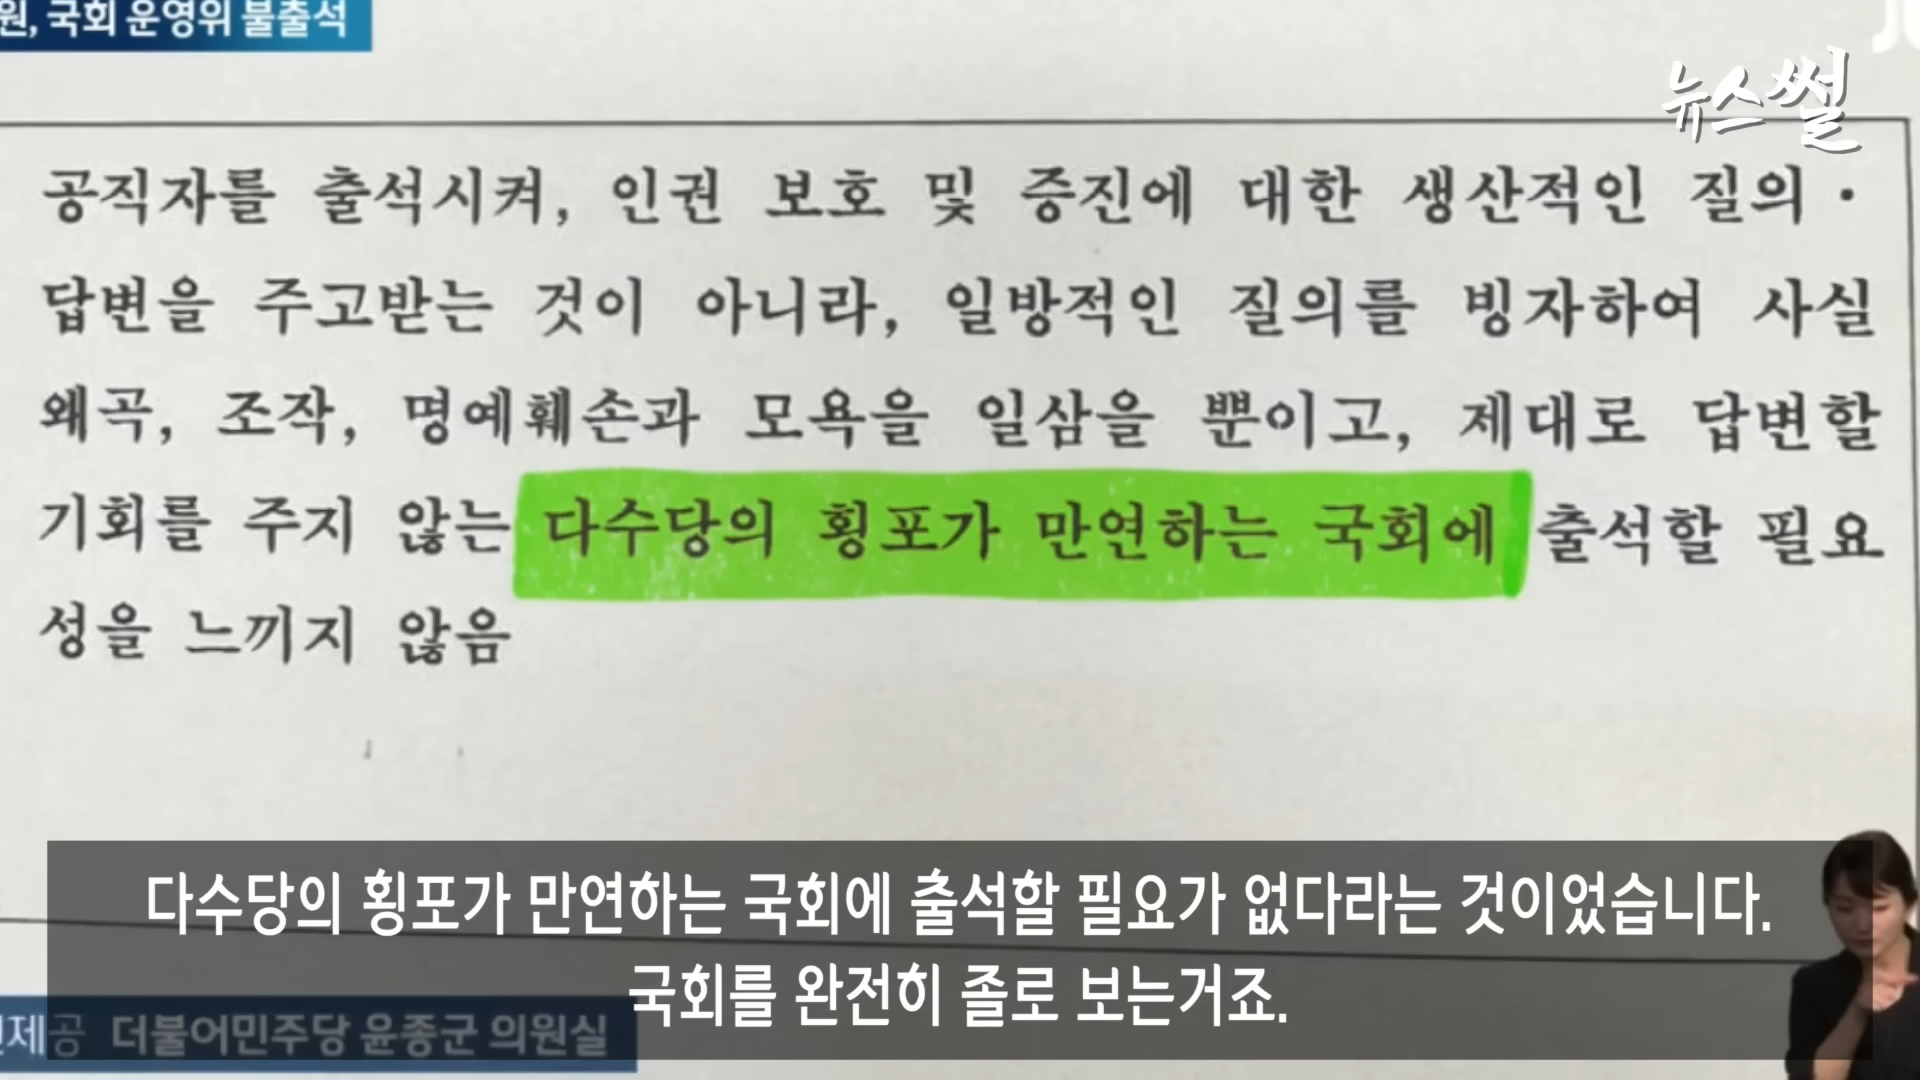 원, 국회 운영위 불출석
뉴스썰
공직자를 출석시켜, 인권 보호 및 증진에 대한 생산적인 질의·
답변을 주고받는 것이 아니라, 일방적인 질의를 빙자하여 사실
왜곡, 조작, 명예훼손과 모욕을 일삼을 뿐이고, 제대로 답변할
기회를 주지 않는 다수당의 횡포가 만연하는 국회에 출석할 필요
성을 느끼지 않음
다수당의 횡포가 만연하는 국회에 출석할 필요가 없다라는 것이었습니다.
국회를 완전히 졸로 보는거죠.
제공 더불어민주당 윤종군 의원실